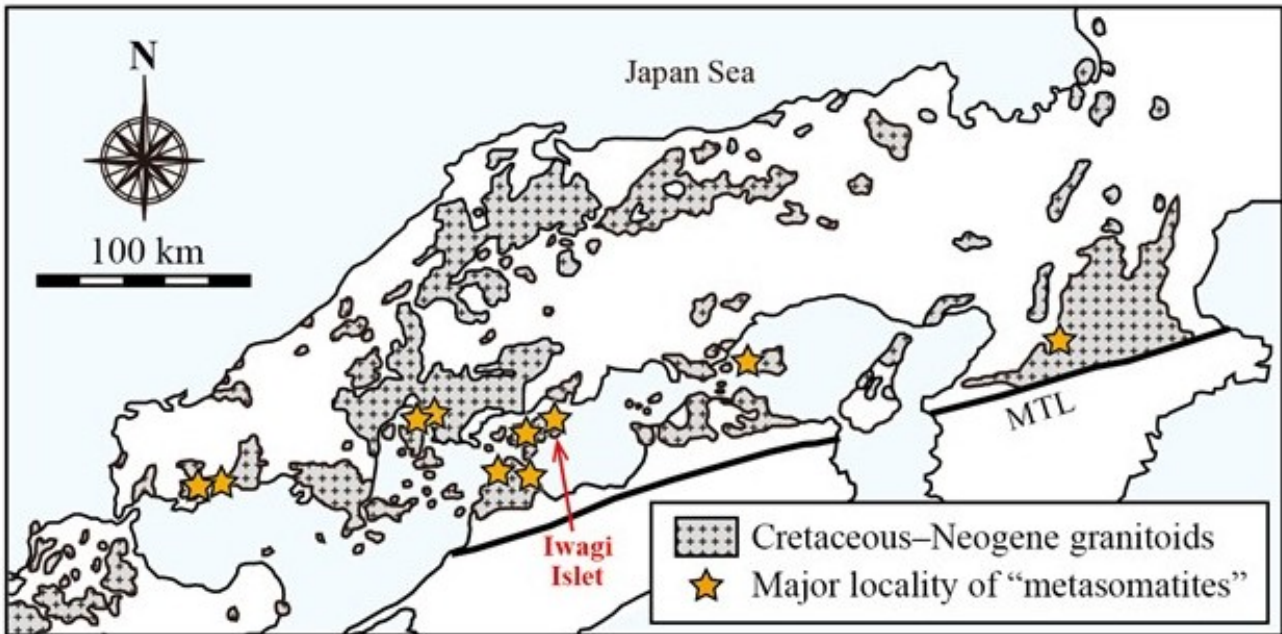 N
Japan Sea
100 km
MTL
Iwagi
Islet
Cretaceous–Neogene granitoids
Major locality of “metasomatites”